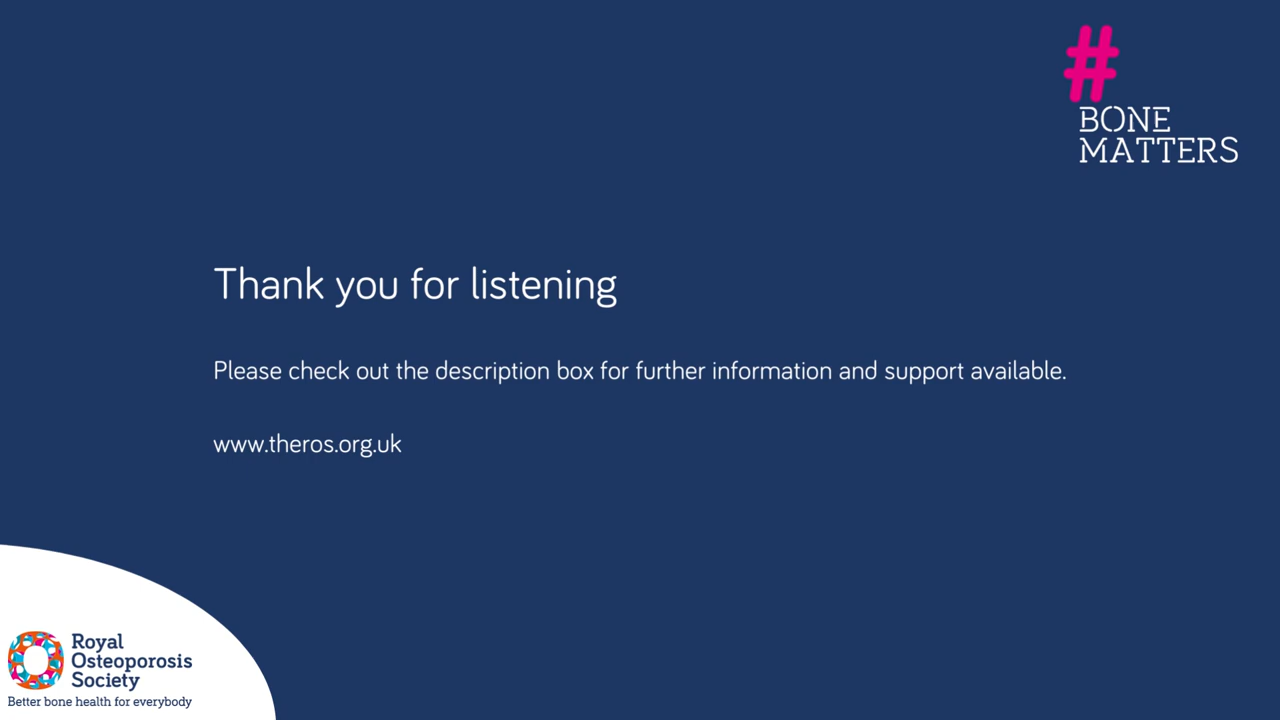 #
BONE
MATTERS
Thank you for listening
Please check out the description box for further information and support available.
www.theros.org.uk
Royal
Osteoporosis
Society
Better bone health for everybody